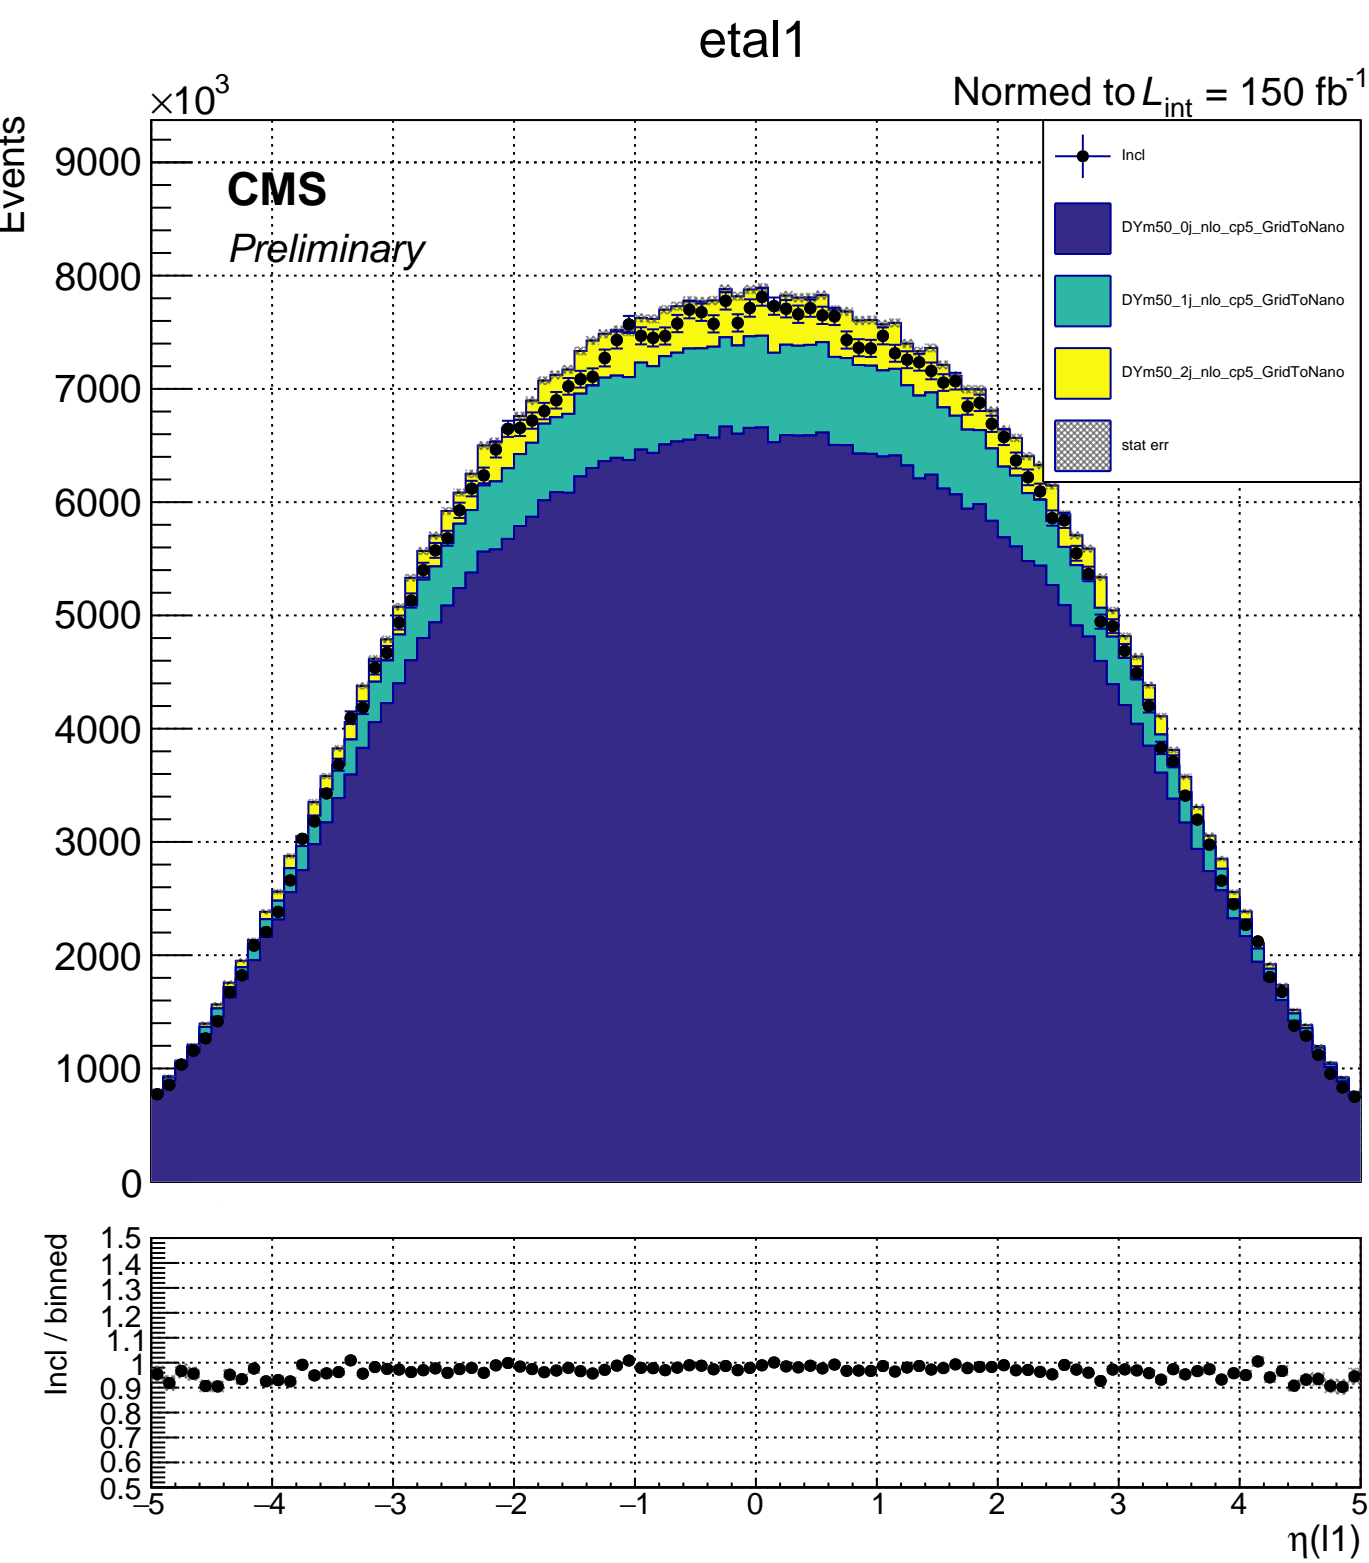 etal1
×10³
Normed to L_int = 150 fb⁻¹
Events
9000
8000
7000
6000
5000
4000
3000
2000
1000
0
CMS
Preliminary
Incl
DYm50_0j_nlo_cp5_GridToNano
DYm50_1j_nlo_cp5_GridToNano
DYm50_2j_nlo_cp5_GridToNano
stat err
Incl / binned
1.5
1.4
1.3
1.2
1.1
1
0.9
0.8
0.7
0.6
0.5
−5 −4 −3 −2 −1 0 1 2 3 4 5
η(l1)